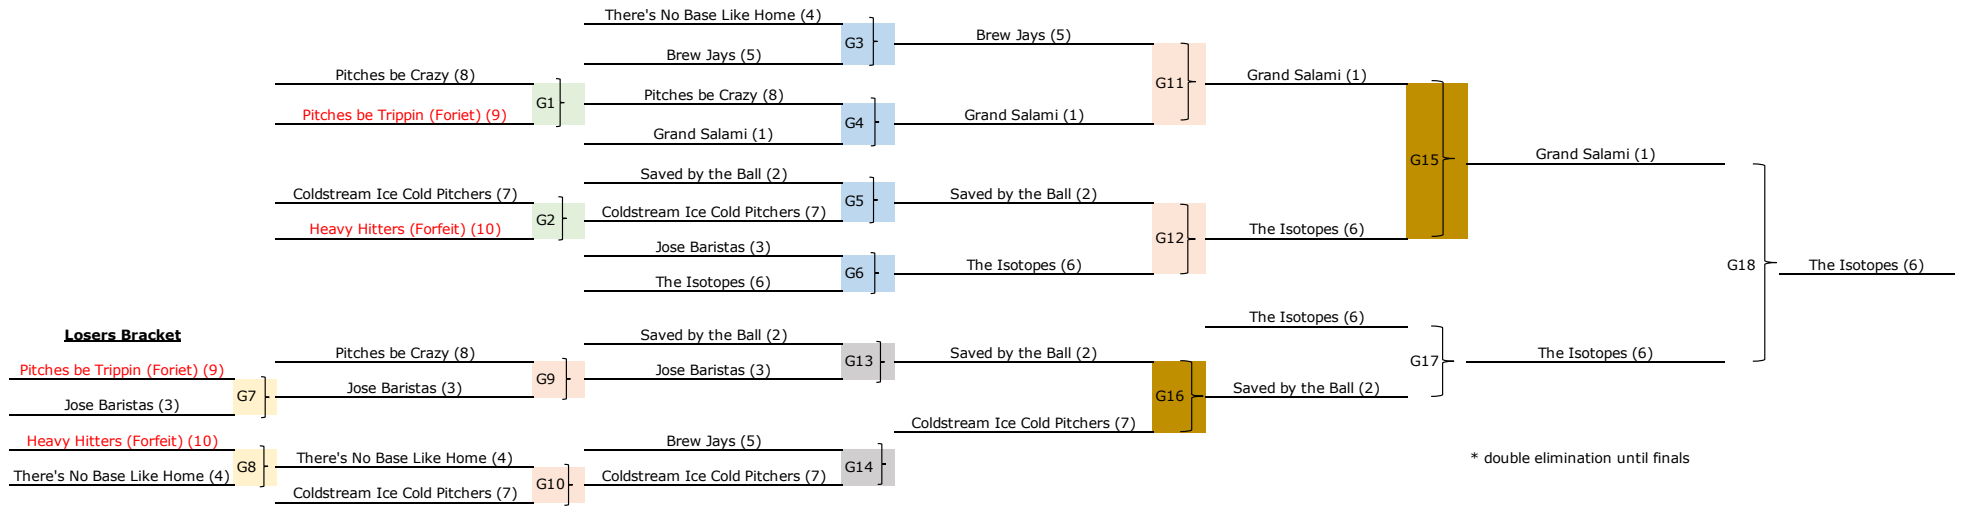 There's No Base Like Home (4)
G3
Brew Jays (5)
Brew Jays (5)
Pitches be Crazy (8)
G1
Pitches be Trippin (Foriet) (9)
Pitches be Crazy (8)
G4
Grand Salami (1)
Grand Salami (1)
G11
Grand Salami (1)
G15
Grand Salami (1)
Coldstream Ice Cold Pitchers (7)
G2
Heavy Hitters (Forfeit) (10)
Saved by the Ball (2)
G5
Coldstream Ice Cold Pitchers (7)
Saved by the Ball (2)
G12
The Isotopes (6)
Jose Baristas (3)
G6
The Isotopes (6)
The Isotopes (6)
G18
The Isotopes (6)
Losers Bracket
Pitches be Trippin (Foriet) (9)
G7
Jose Baristas (3)
Pitches be Crazy (8)
G9
Jose Baristas (3)
Saved by the Ball (2)
G13
Jose Baristas (3)
Saved by the Ball (2)
G16
Coldstream Ice Cold Pitchers (7)
The Isotopes (6)
G17
Saved by the Ball (2)
The Isotopes (6)
Heavy Hitters (Forfeit) (10)
G8
There's No Base Like Home (4)
There's No Base Like Home (4)
G10
Coldstream Ice Cold Pitchers (7)
Brew Jays (5)
G14
Coldstream Ice Cold Pitchers (7)
* double elimination until finals